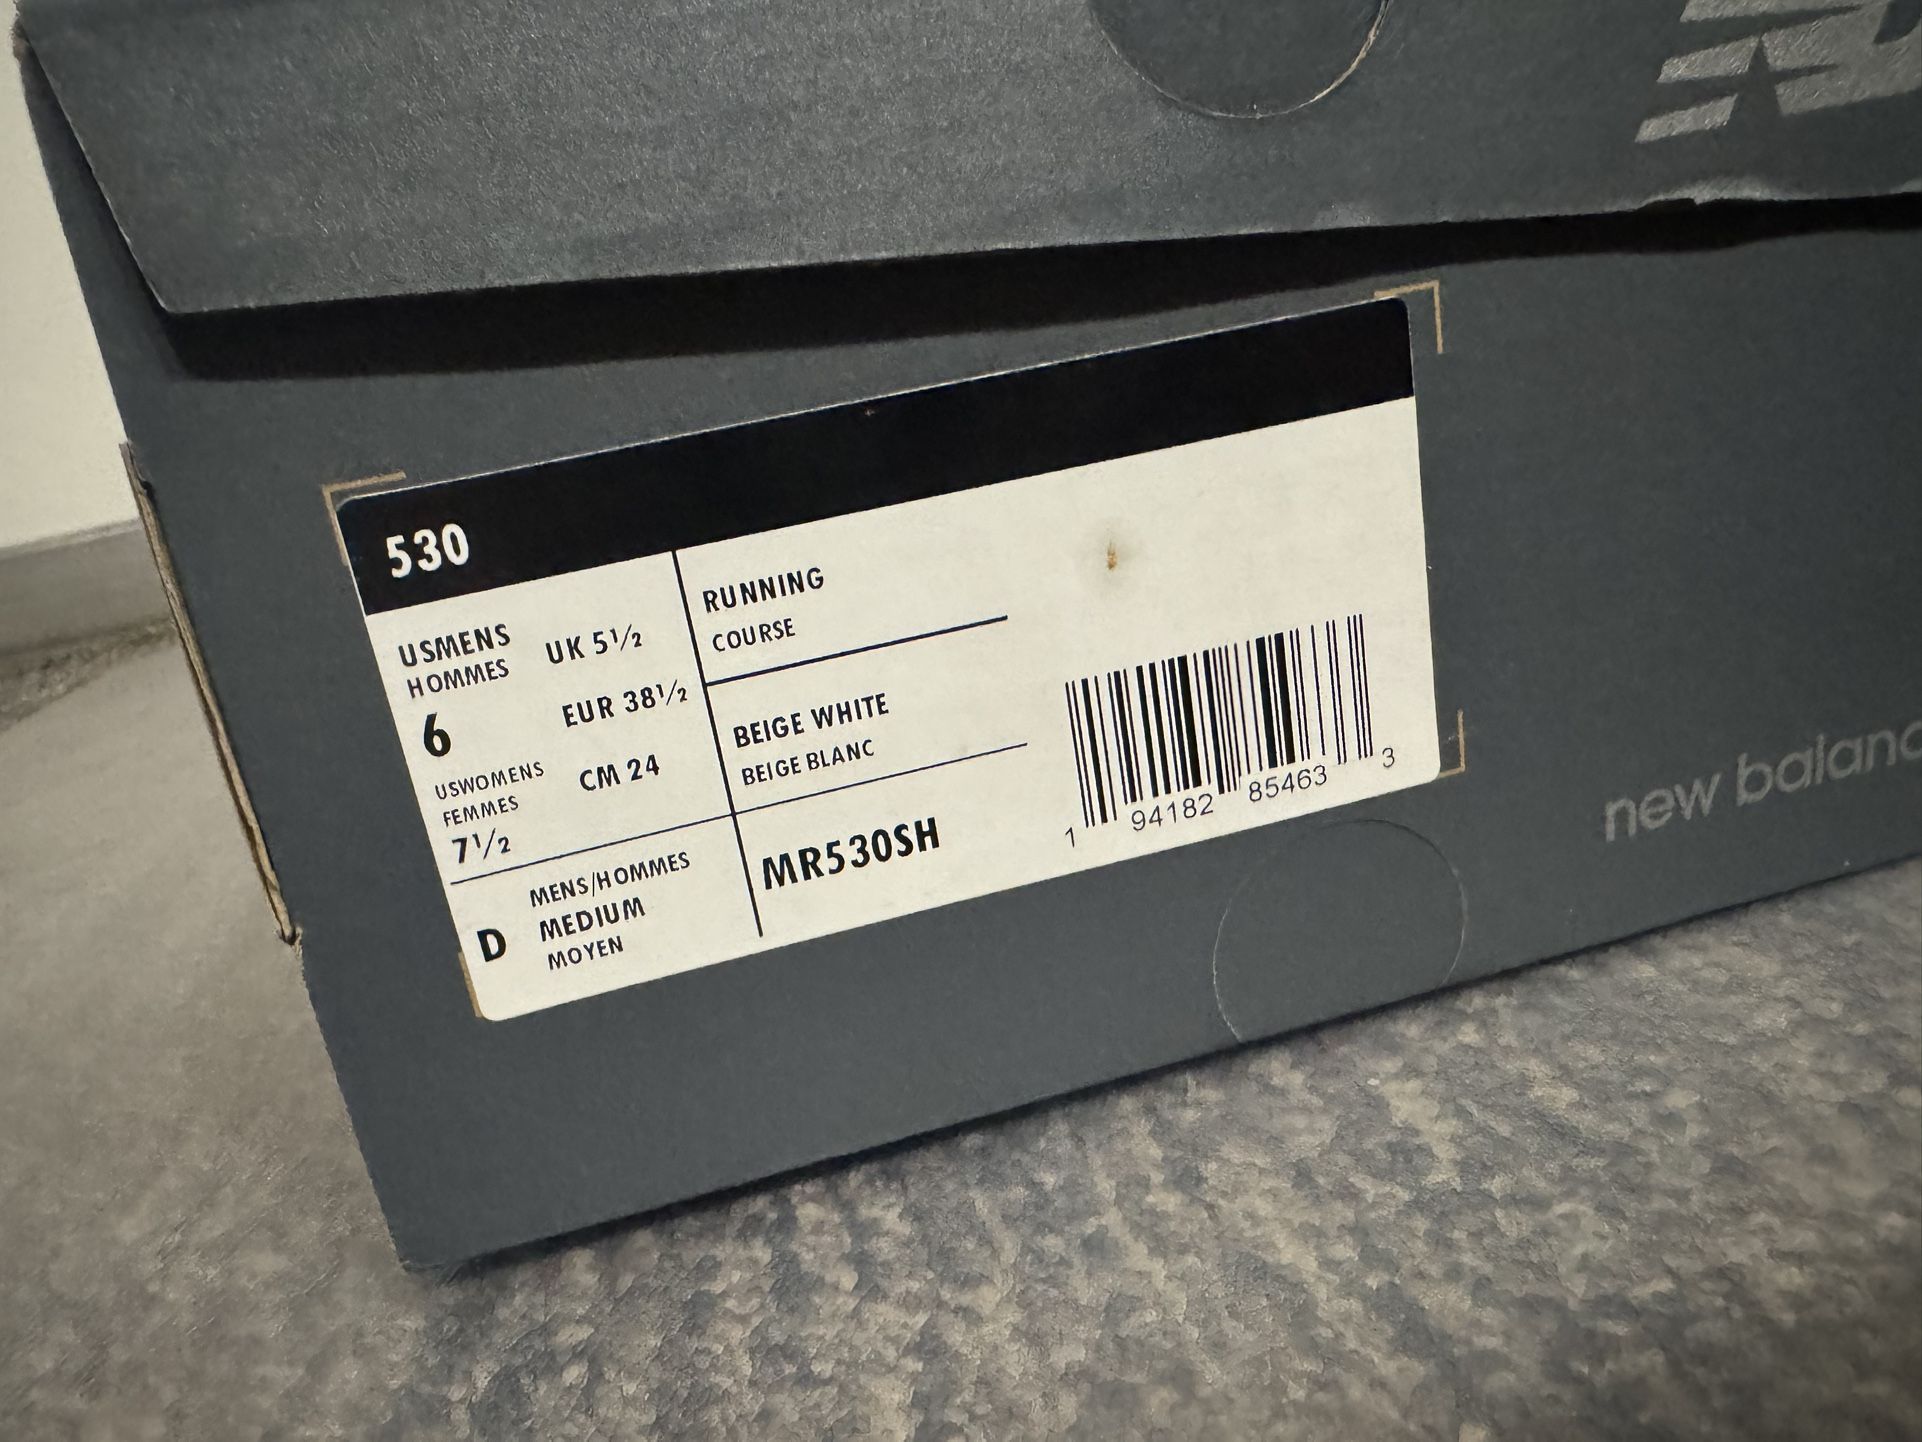 530
USMENS
HOMMES
6
USWOMENS
FEMMES
7½
UK 5½
EUR 38½
CM 24
D
MENS/HOMMES
MEDIUM
MOYEN
RUNNING
COURSE
BEIGE WHITE
BEIGE BLANC
MR530SH
1 94182 85463 3
new balanc